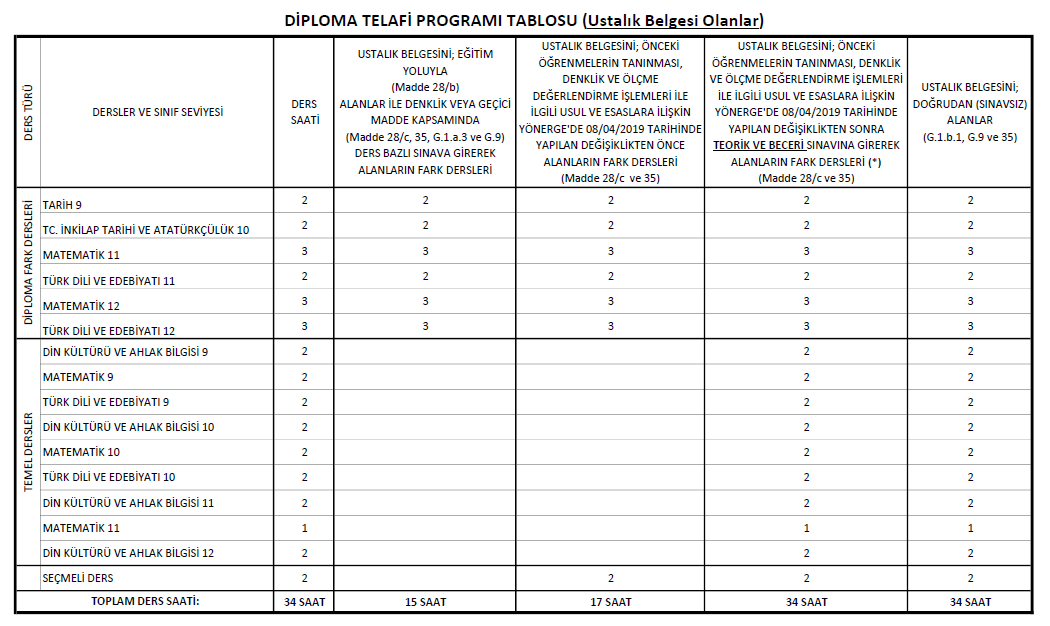 DİPLOMA TELAFİ PROGRAMI TABLOSU (Ustalık Belgesi Olanlar)
DERS TÜRÜ
DERSLER VE SINIF SEVİYESİ
DERS
SAATİ
USTALIK BELGESİNİ; EĞİTİM
YOLUYLA
(Madde 28/b)
ALANLAR İLE DENKLİK VEYA GEÇİCİ
MADDE KAPSAMINDA
(Madde 28/c, 35, G.1.a.3 ve G.9)
DERS BAZLI SINAVA GİREREK
ALANLARIN FARK DERSLERİ
USTALIK BELGESİNİ; ÖNCEKİ
ÖĞRENMELERİN TANINMASI,
DENKLİK VE ÖLÇME
DEĞERLENDİRME İŞLEMLERİ İLE
İLGİLİ USUL VE ESASLARA İLİŞKİN
YÖNERGE'DE 08/04/2019 TARİHİNDE
YAPILAN DEĞİŞİKLİKTEN ÖNCE
ALANLARIN FARK DERSLERİ
(Madde 28/c ve 35)
USTALIK BELGESİNİ; ÖNCEKİ
ÖĞRENMELERİN TANINMASI, DENKLİK
VE ÖLÇME DEĞERLENDİRME İŞLEMLERİ
İLE İLGİLİ USUL VE ESASLARA İLİŞKİN
YÖNERGE'DE 08/04/2019 TARİHİNDE
YAPILAN DEĞİŞİKLİKTEN SONRA
TEORİK VE BECERİ SINAVINA GİREREK
ALANLARIN FARK DERSLERİ (*)
(Madde 28/c ve 35)
USTALIK BELGESİNİ;
DOĞRUDAN (SINAVSIZ)
ALANLAR
(G.1.b.1, G.9 ve 35)
DİPLOMA FARK DERSLERİ
TARİH 9 2 2 2 2 2
TC. İNKİLAP TARİHİ VE ATATÜRKÇÜLÜK 10 2 2 2 2 2
MATEMATİK 11 3 3 3 3 3
TÜRK DİLİ VE EDEBİYATI 11 2 2 2 2 2
MATEMATİK 12 3 3 3 3 3
TÜRK DİLİ VE EDEBİYATI 12 3 3 3 3 3
TEMEL DERSLER
DİN KÜLTÜRÜ VE AHLAK BİLGİSİ 9 2 2 2
MATEMATİK 9 2 2 2
TÜRK DİLİ VE EDEBİYATI 9 2 2 2
DİN KÜLTÜRÜ VE AHLAK BİLGİSİ 10 2 2 2
MATEMATİK 10 2 2 2
TÜRK DİLİ VE EDEBİYATI 10 2 2 2
DİN KÜLTÜRÜ VE AHLAK BİLGİSİ 11 2 2 2
MATEMATİK 11 1 1 1
DİN KÜLTÜRÜ VE AHLAK BİLGİSİ 12 2 2 2
SEÇMELİ DERS 2 2 2 2
TOPLAM DERS SAATİ: 34 SAAT 15 SAAT 17 SAAT 34 SAAT 34 SAAT